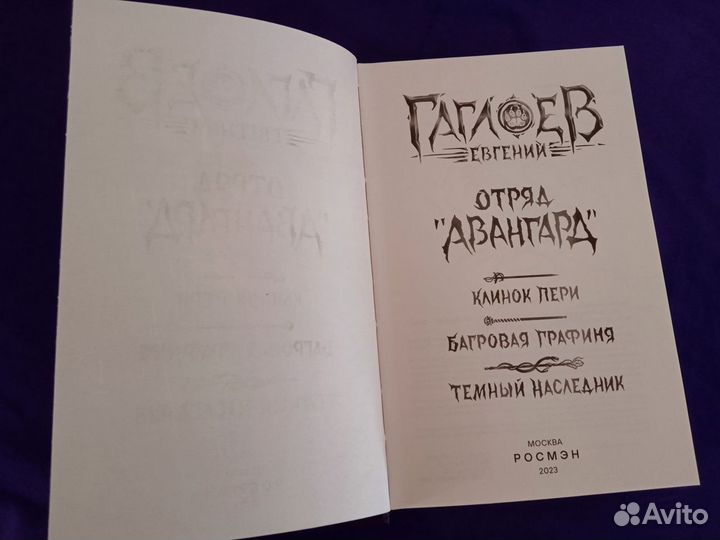 ГАГЛОЕВ
ЕВГЕНИЙ
ОТРЯД
"АВАНГАРД"
КЛИНОК ПЕРИ
БАГРОВАЯ ГРАФИНЯ
ТЕМНЫЙ НАСЛЕДНИК
МОСКВА
РОСМЭН
2023
Avito